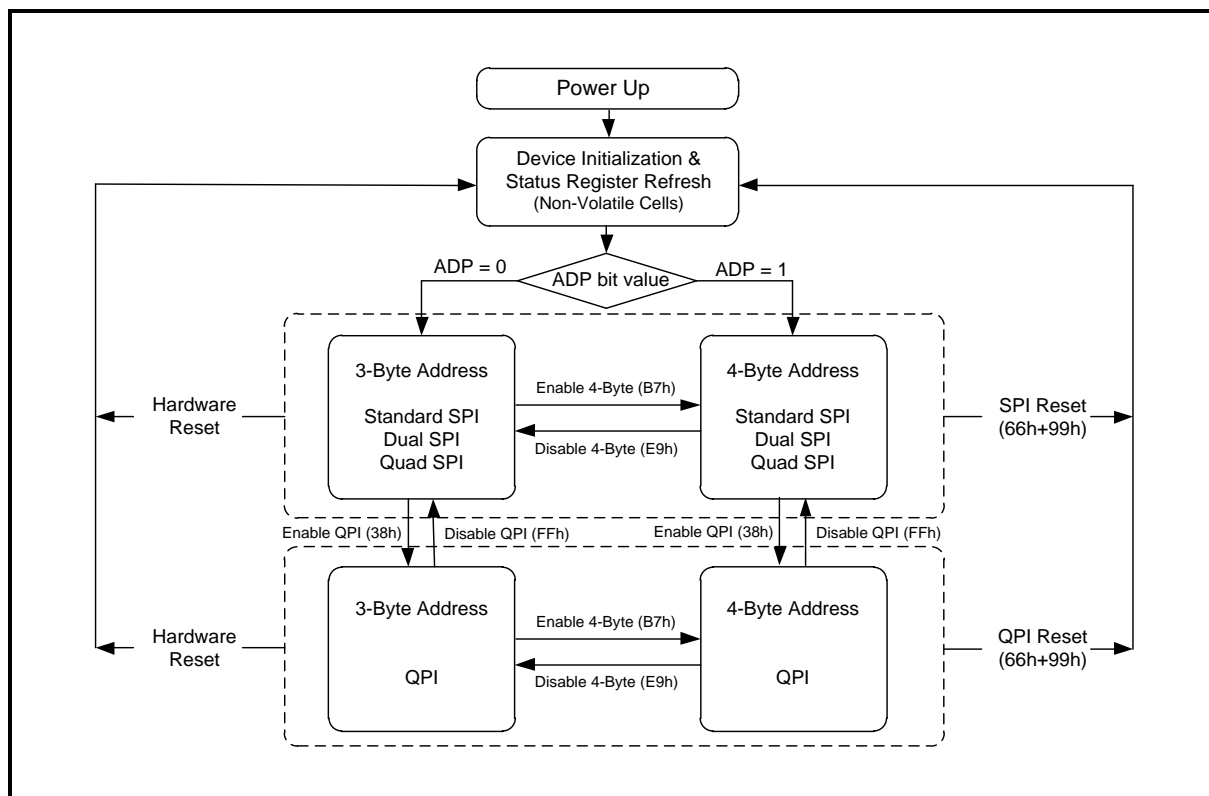 Power Up
Device Initialization &
Status Register Refresh
(Non-Volatile Cells)
ADP = 0
ADP bit value
ADP = 1
3-Byte Address
Standard SPI
Dual SPI
Quad SPI
Enable 4-Byte (B7h)
Disable 4-Byte (E9h)
4-Byte Address
Standard SPI
Dual SPI
Quad SPI
Hardware
Reset
SPI Reset
(66h+99h)
Enable QPI (38h)
Disable QPI (FFh)
Enable QPI (38h)
Disable QPI (FFh)
3-Byte Address
QPI
Enable 4-Byte (B7h)
Disable 4-Byte (E9h)
4-Byte Address
QPI
Hardware
Reset
QPI Reset
(66h+99h)